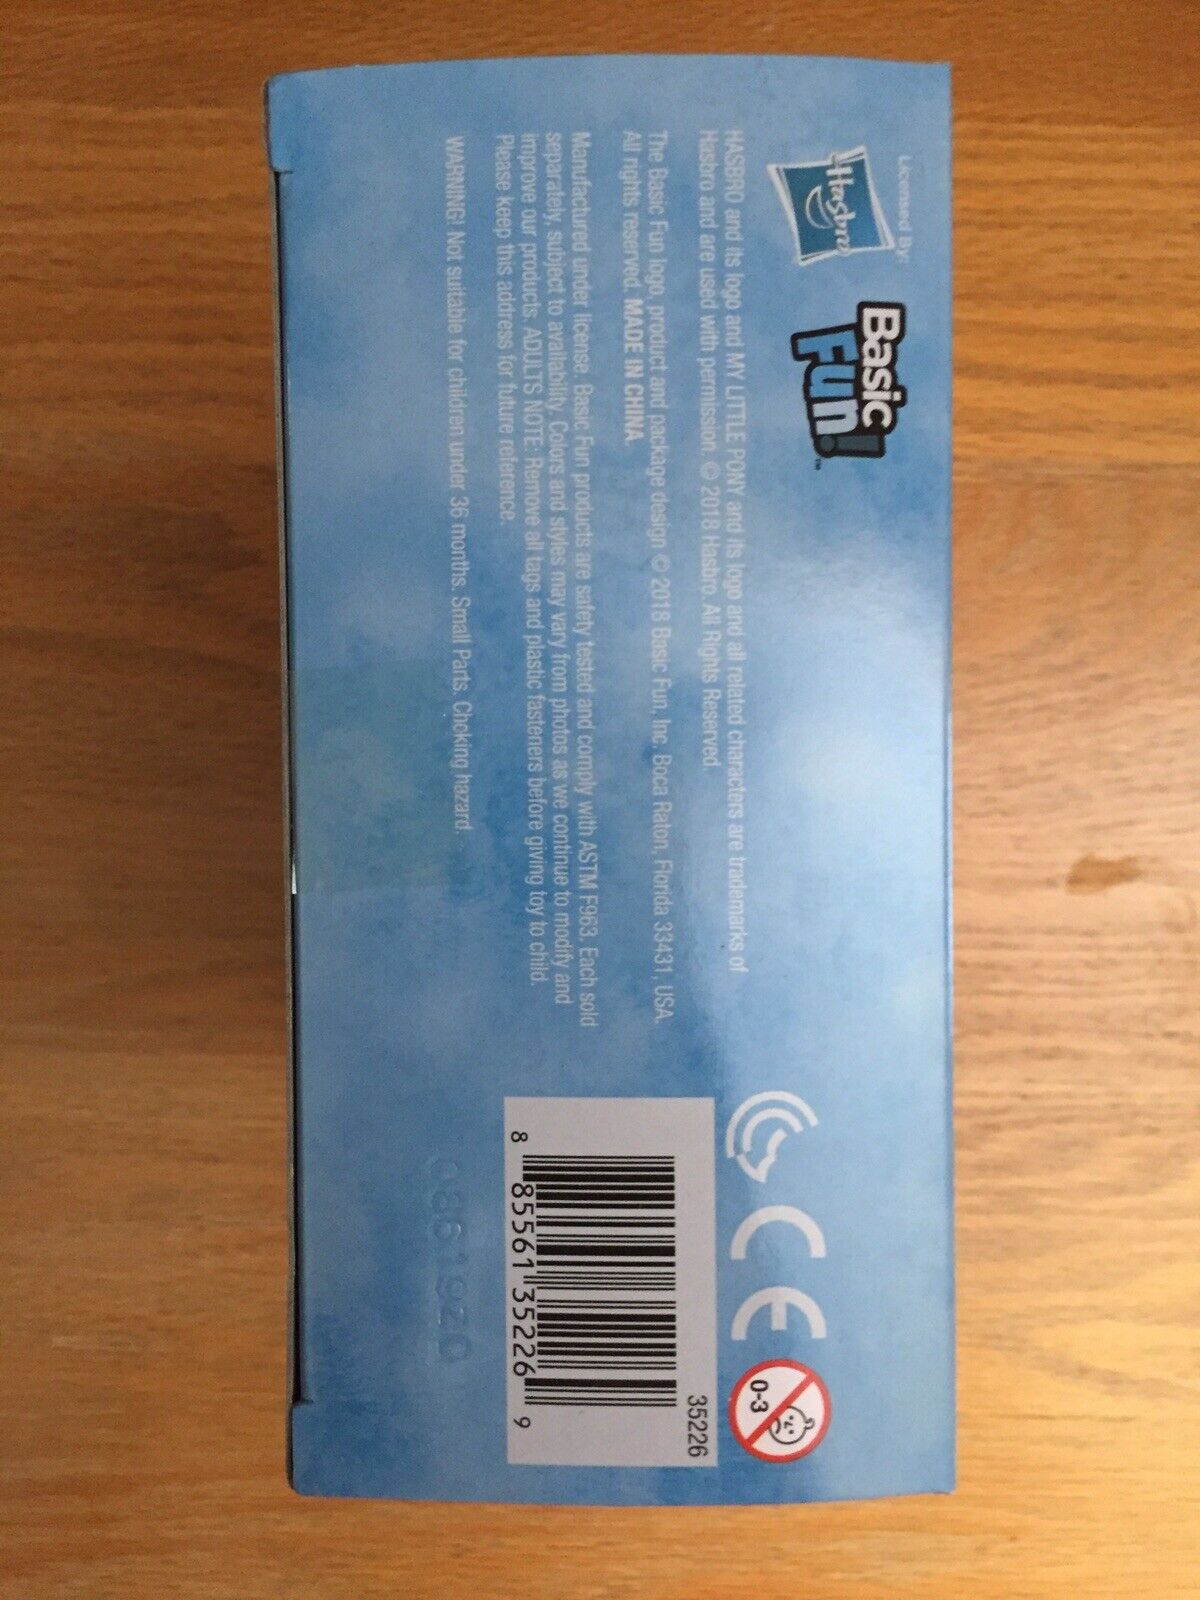 Licensed By:
Hasbro
Basic
Fun!™
HASBRO and its logo and MY LITTLE PONY and its logo and all related characters are trademarks of
Hasbro and are used with permission. © 2018 Hasbro. All Rights Reserved.
The Basic Fun logo, product and package design © 2018 Basic Fun, Inc. Boca Raton, Florida 33431, USA.
All rights reserved. MADE IN CHINA
Manufactured under license. Basic Fun products are safety tested and comply with ASTM F963. Each sold
separately, subject to availability. Colors and styles may vary from photos as we continue to modify and
improve our products. ADULTS NOTE: Remove all tags and plastic fasteners before giving toy to child.
Please keep this address for future reference.
WARNING! Not suitable for children under 36 months. Small Parts. Choking hazard.
CE
0-3
35226
8 85561 35226 9